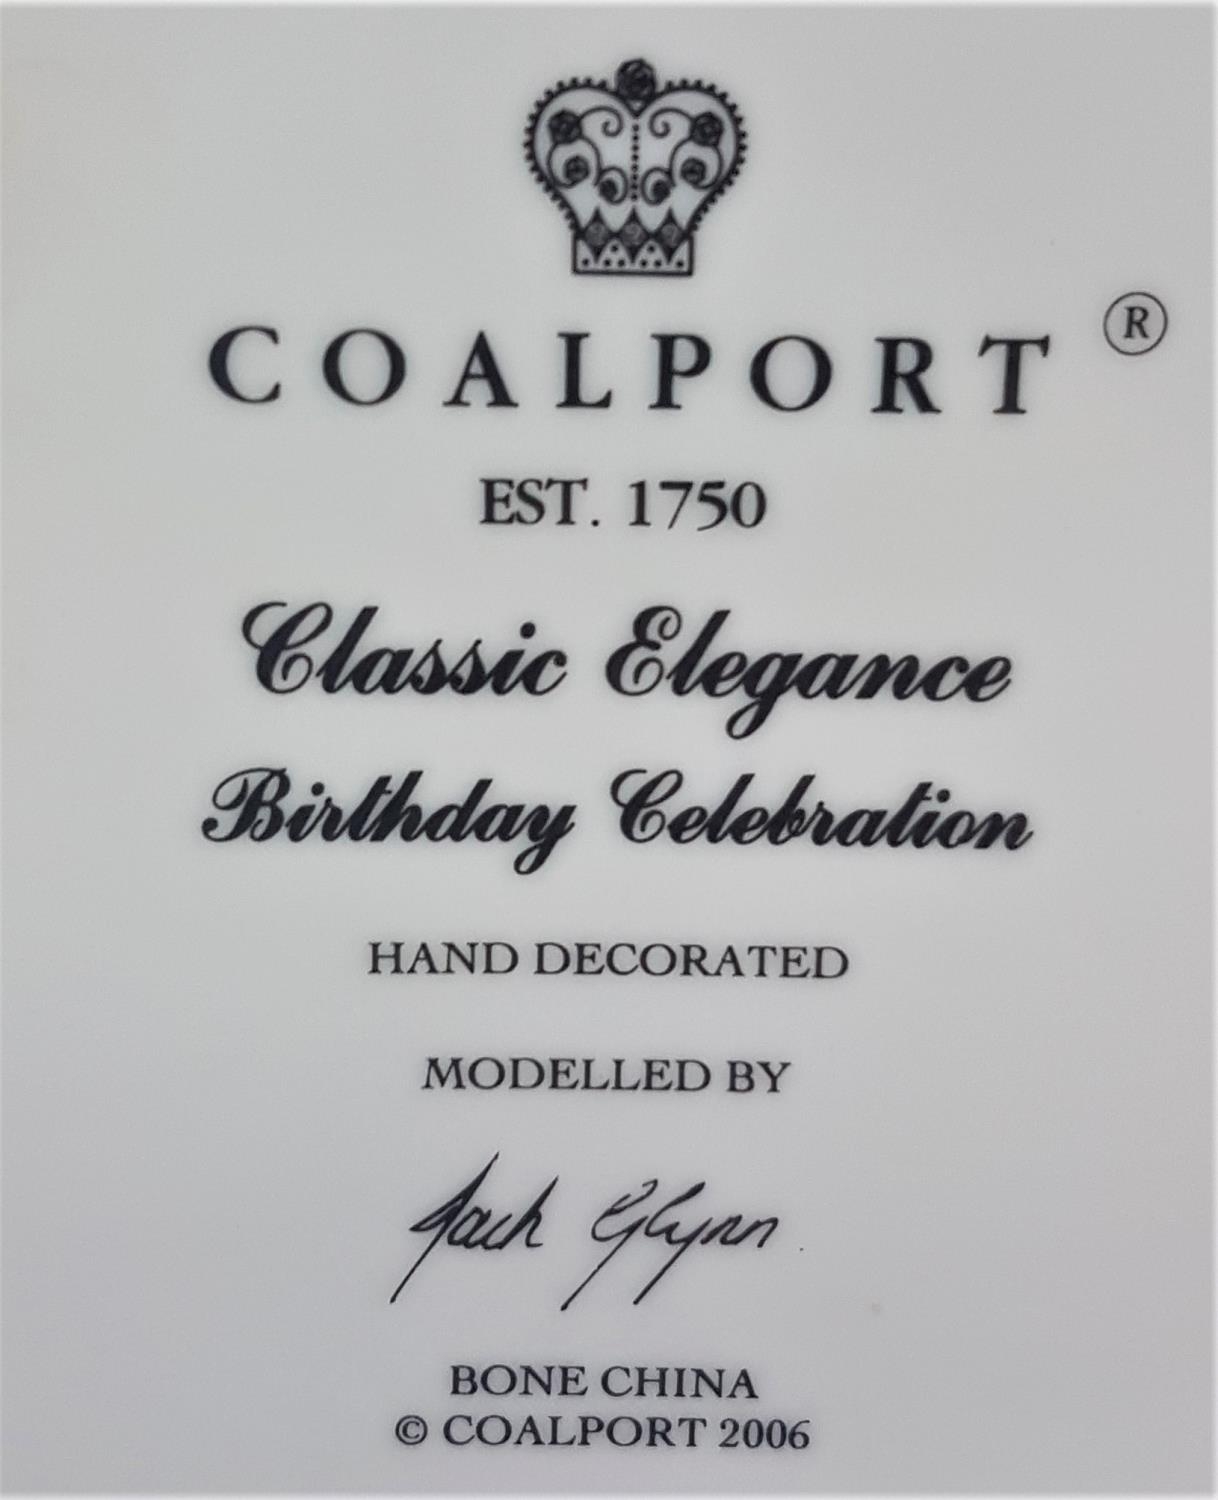 COALPORT ®
EST. 1750
Classic Elegance
Birthday Celebration
HAND DECORATED
MODELLED BY
Jack Glynn
BONE CHINA
© COALPORT 2006